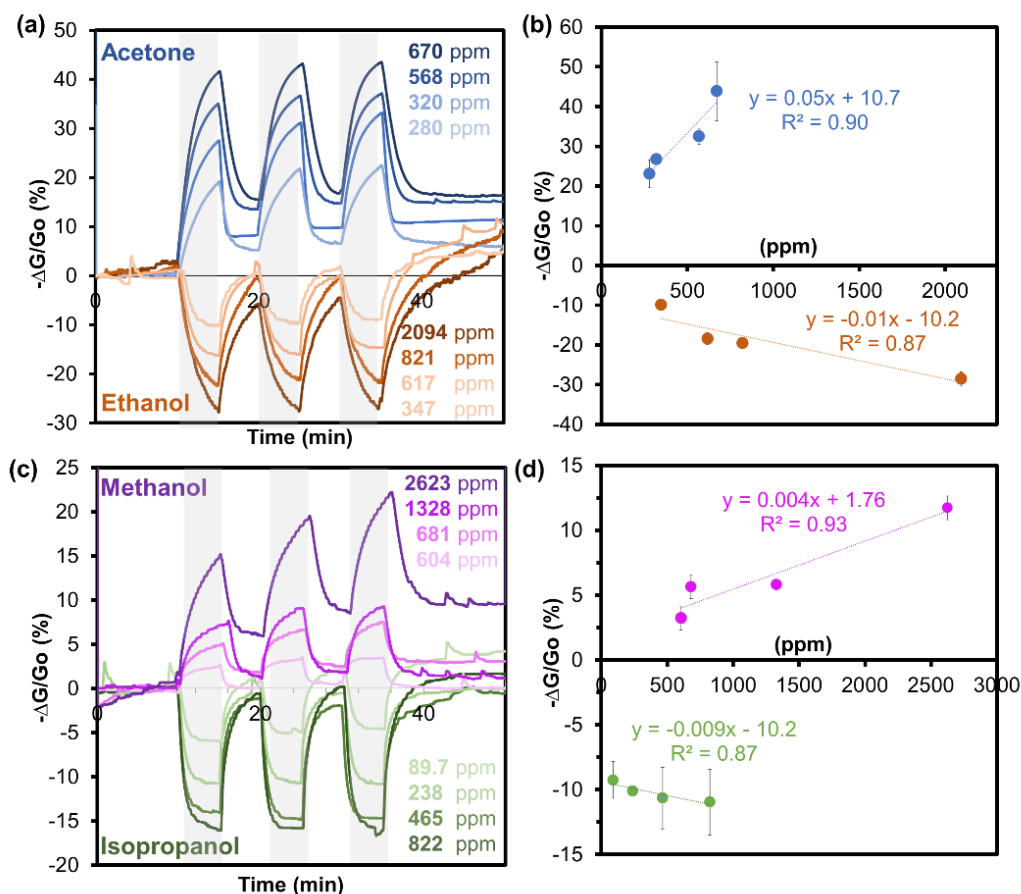 (a)
-ΔG/Go (%)
50
40
30
20
10
0
-10
-20
-30
Acetone
670 ppm
568 ppm
320 ppm
280 ppm
0
20
40
2094 ppm
821 ppm
617 ppm
347 ppm
Ethanol
Time (min)
(b)
-ΔG/Go (%)
60
50
40
30
20
10
0
-10
-20
-30
-40
y = 0.05x + 10.7
R² = 0.90
(ppm)
0
500
1000
1500
2000
y = -0.01x - 10.2
R² = 0.87
(c)
-ΔG/Go (%)
25
20
15
10
5
0
-5
-10
-15
-20
Methanol
2623 ppm
1328 ppm
681 ppm
604 ppm
0
20
40
89.7 ppm
238 ppm
465 ppm
822 ppm
Isopropanol
Time (min)
(d)
-ΔG/Go (%)
15
10
5
0
-5
-10
-15
y = 0.004x + 1.76
R² = 0.93
(ppm)
0
500
1000
1500
2000
2500
3000
y = -0.009x - 10.2
R² = 0.87